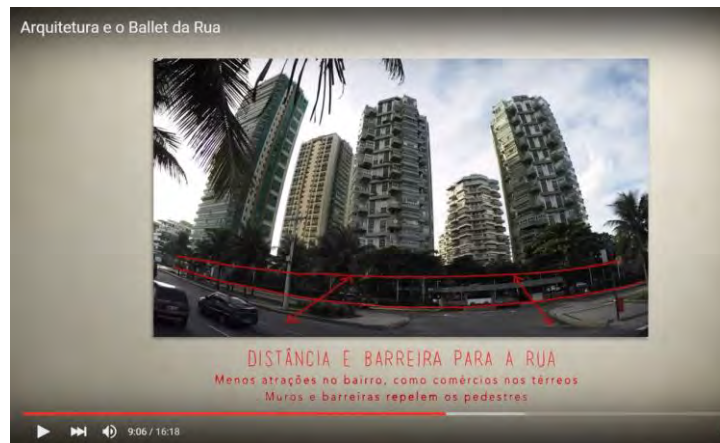 Arquitetura e o Ballet da Rua
DISTÂNCIA E BARREIRA PARA A RUA
Menos atrações no bairro, como comércios nos térreos
Muros e barreiras repelem os pedestres
9:06 / 16:18